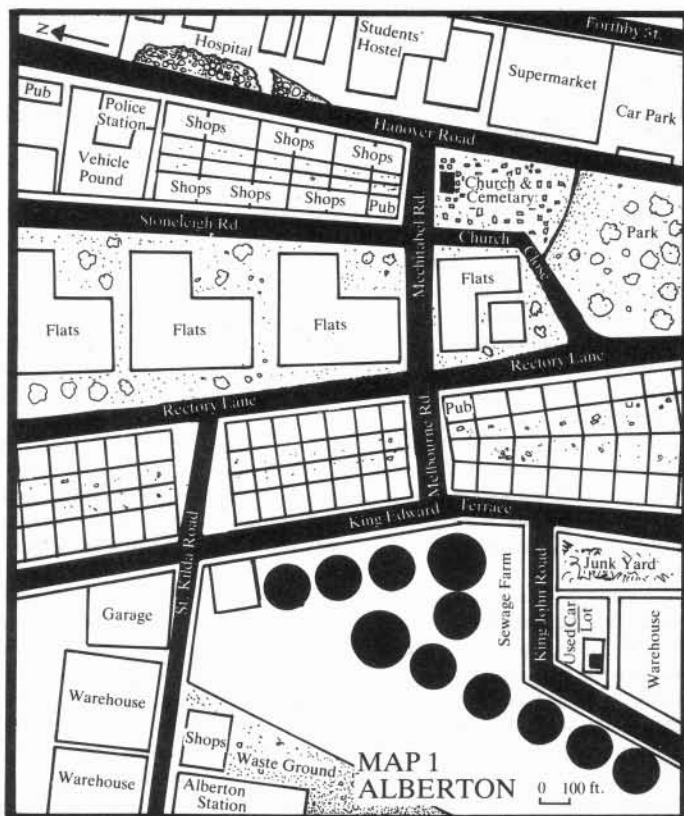 Forthby St.
N
Hospital
Students'
Hostel
Supermarket
Car Park
Hanover Road
Pub
Police
Station
Vehicle
Pound
Shops
Shops
Shops
Shops
Shops
Shops
Pub
Church &
Cemetary
Park
Stoneleigh Rd.
Mechitabel Rd.
Church
Close
Flats
Flats
Flats
Flats
Rectory Lane
Rectory Lane
Pub
Melbourne Rd.
King Edward
Terrace
St. Kilda Road
Garage
Sewage Farm
King John Road
Junk Yard
Used Car
Lot
Warehouse
Warehouse
Shops
Waste Ground
Warehouse
Alberton
Station
MAP 1
ALBERTON
0 100 ft.